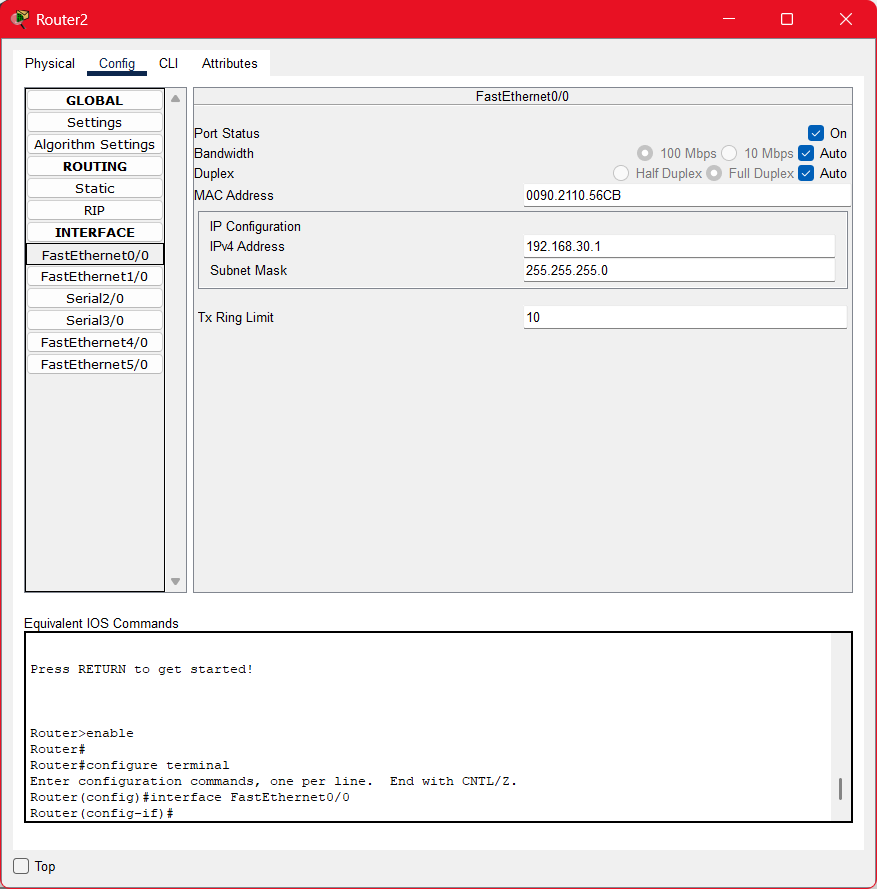 Router2
Physical Config CLI Attributes
GLOBAL
Settings
Algorithm Settings
ROUTING
Static
RIP
INTERFACE
FastEthernet0/0
FastEthernet1/0
Serial2/0
Serial3/0
FastEthernet4/0
FastEthernet5/0
FastEthernet0/0
Port Status On
Bandwidth 100 Mbps 10 Mbps Auto
Duplex Half Duplex Full Duplex Auto
MAC Address 0090.2110.56CB
IP Configuration
IPv4 Address 192.168.30.1
Subnet Mask 255.255.255.0
Tx Ring Limit 10
Equivalent IOS Commands
Press RETURN to get started!
Router>enable
Router#
Router#configure terminal
Enter configuration commands, one per line.  End with CNTL/Z.
Router(config)#interface FastEthernet0/0
Router(config-if)#
Top